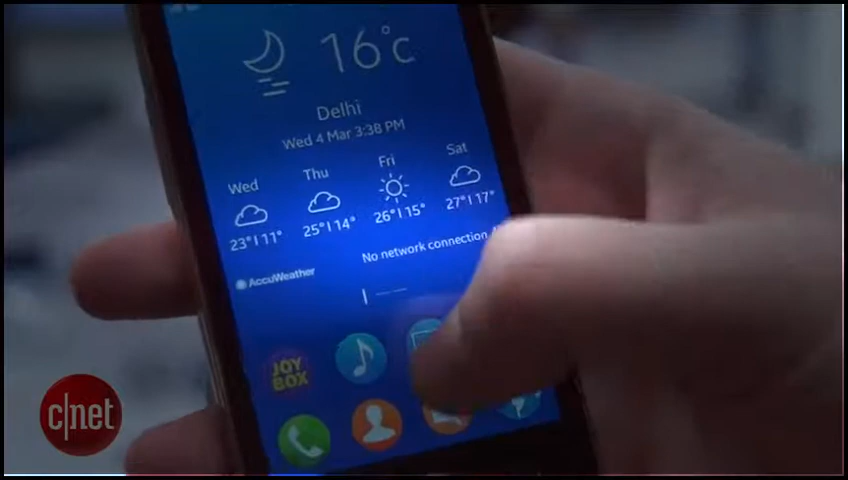 16°C
Delhi
Wed 4 Mar 3:38 PM
Wed Thu Fri Sat
23°|11° 25°|14° 26°|15° 27°|17°
No network connection
AccuWeather
JOY
BOX
c|net